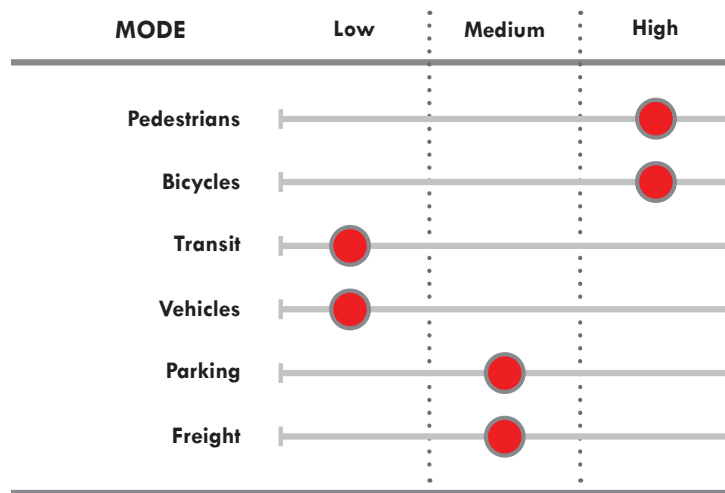 MODE Low Medium High
Pedestrians
Bicycles
Transit
Vehicles
Parking
Freight